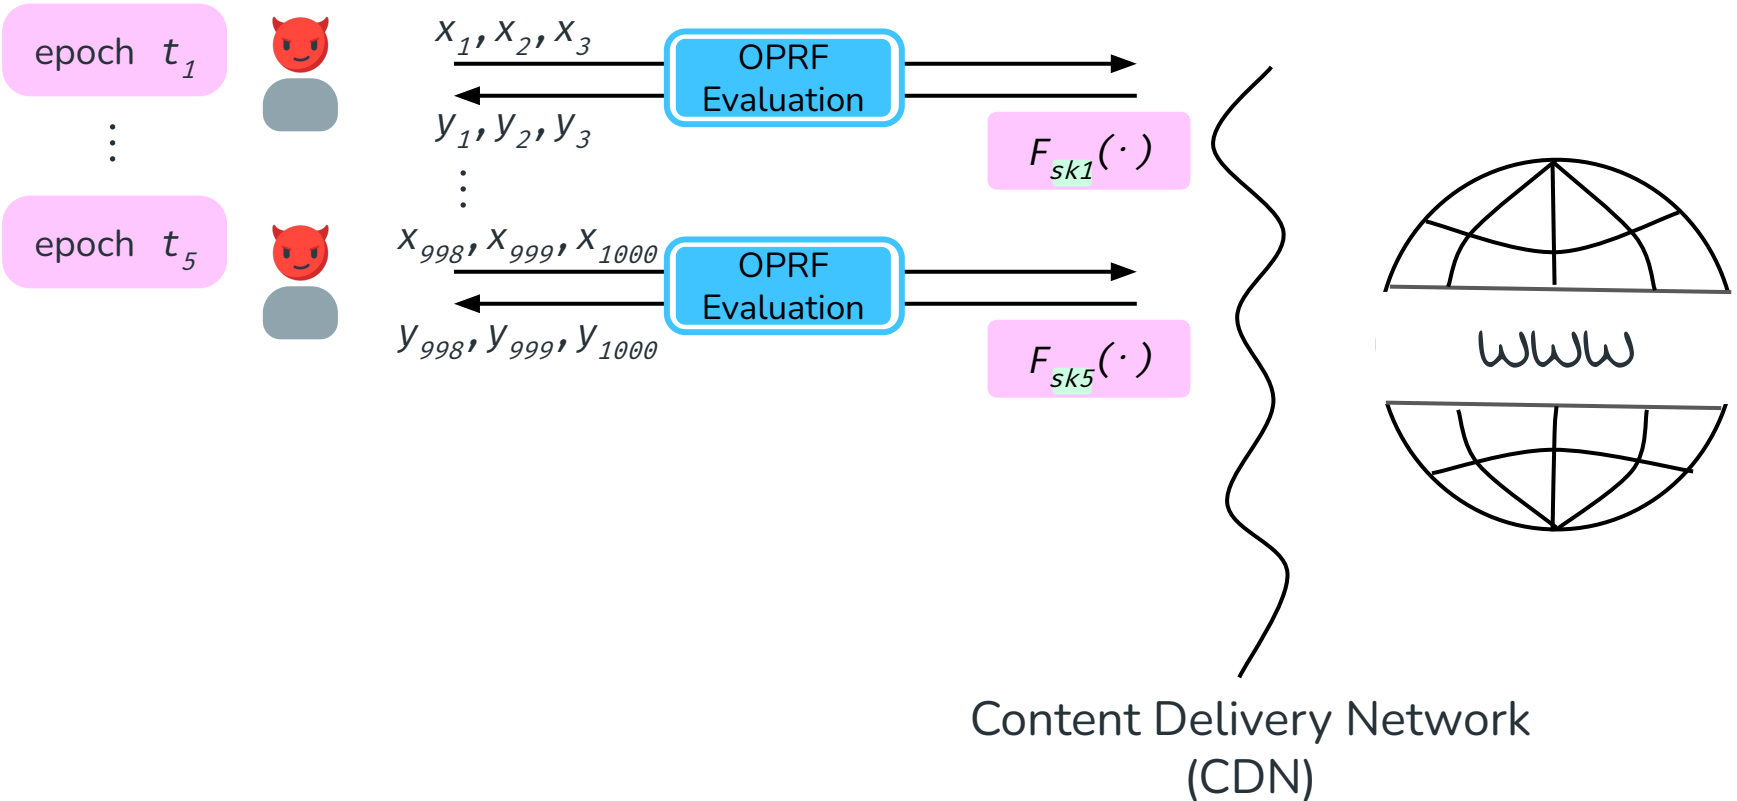 epoch t1
x1,x2,x3
OPRF
Evaluation
y1,y2,y3
Fsk1(·)
epoch t5
x998,x999,x1000
OPRF
Evaluation
y998,y999,y1000
Fsk5(·)
WWW
Content Delivery Network
(CDN)